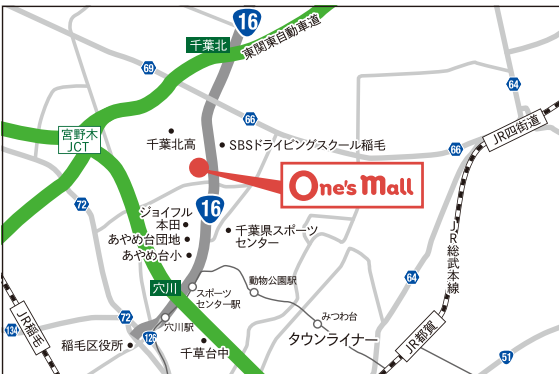 16
千葉北
東関東自動車道
69
64
66
JR四街道
宮野木
JCT
千葉北高
SBSドライビングスクール稲毛
66
One's Mall
72
ジョイフル
本田
16
あやめ台団地
千葉県スポーツ
センター
あやめ台小
JR総武本線
穴川
スポーツ
センター駅
動物公園駅
64
JR稲毛
134
72
穴川駅
みつわ台
126
タウンライナー
JR都賀
稲毛区役所
千草台中
51